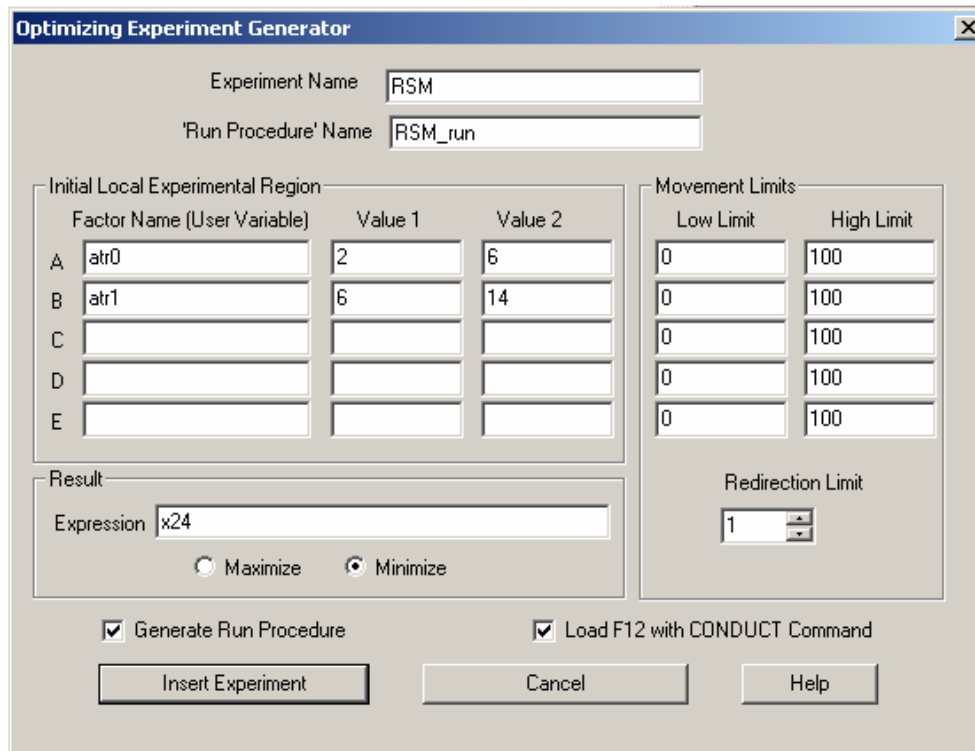 Optimizing Experiment Generator
Experiment Name RSM
'Run Procedure' Name RSM_run
Initial Local Experimental Region
Factor Name (User Variable) Value 1 Value 2
A atr0 2 6
B atr1 6 14
C
D
E
Movement Limits
Low Limit High Limit
0 100
0 100
0 100
0 100
0 100
Redirection Limit
1
Result
Expression x24
Maximize Minimize
Generate Run Procedure Load F12 with CONDUCT Command
Insert Experiment Cancel Help